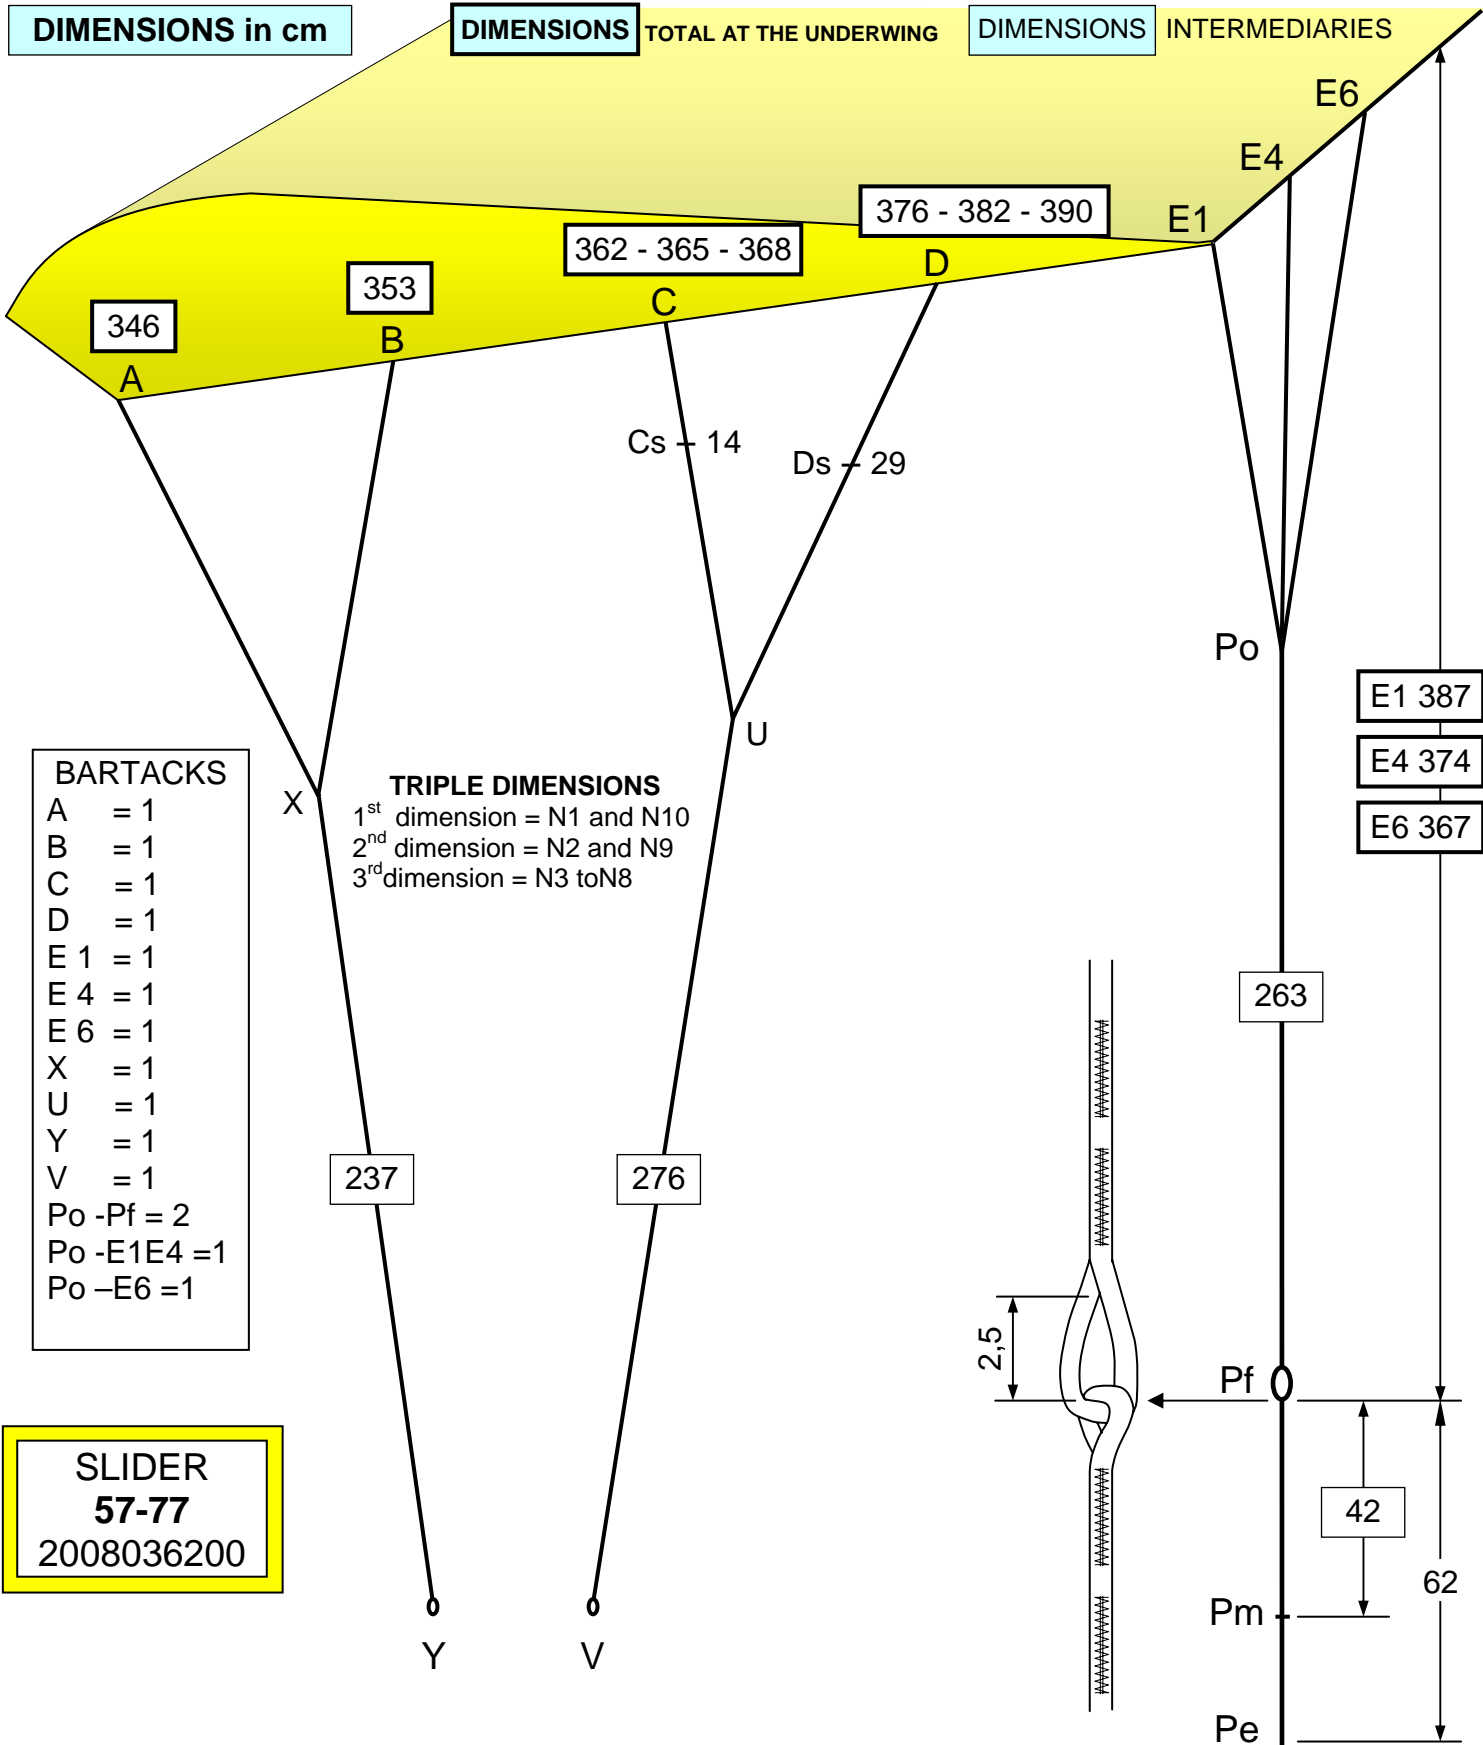 DIMENSIONS in cm
DIMENSIONS TOTAL AT THE UNDERWING
DIMENSIONS INTERMEDIARIES
E6
E4
E1
376 - 382 - 390
362 - 365 - 368
D
353
C
346
B
A
Cs 14
Ds 29
Po
E1 387
E4 374
E6 367
U
X
TRIPLE DIMENSIONS
1st dimension = N1 and N10
2nd dimension = N2 and N9
3rd dimension = N3 toN8
BARTACKS
A = 1
B = 1
C = 1
D = 1
E 1 = 1
E 4 = 1
E 6 = 1
X = 1
U = 1
Y = 1
V = 1
Po -Pf = 2
Po -E1E4 =1
Po –E6 =1
263
237
276
2,5
Pf
42
62
Pm
Pe
SLIDER
57-77
2008036200
Y
V